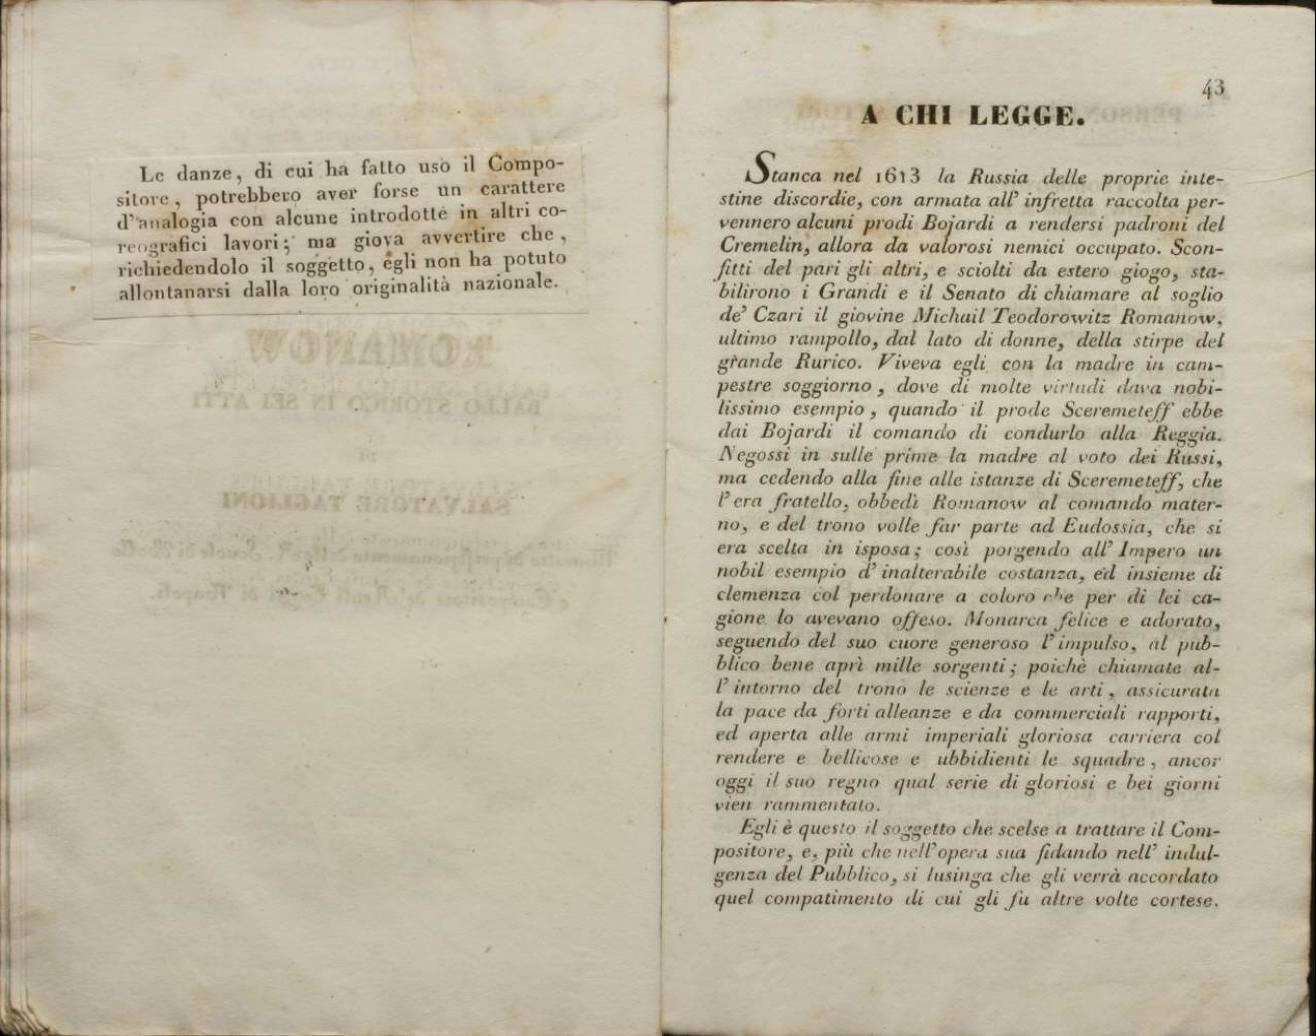 Le danze, di cui ha fatto uso il Compo-
sitore, potrebbero aver forse un carattere
d'analogia con alcune introdotte in altri co-
reografici lavori; ma giova avvertire che,
richiedendolo il soggetto, egli non ha potuto
allontanarsi dalla loro originalità nazionale.
ROMANOW
BALLO STORICO IN SEI ATTI
DI
SALVATORE TAGLIONI
43
A CHI LEGGE.
Stanca nel 1613 la Russia delle proprie inte-
stine discordie, con armata all' infretta raccolta per-
vennero alcuni prodi Bojardi a rendersi padroni del
Cremelin, allora da valorosi nemici occupato. Scon-
fitti del pari gli altri, e sciolti da estero giogo, sta-
bilirono i Grandi e il Senato di chiamare al soglio
de' Czari il giovine Michail Teodorowitz Romanow,
ultimo rampollo, dal lato di donne, della stirpe del
grande Rurico. Viveva egli con la madre in cam-
pestre soggiorno, dove di molte virtudi dava nobi-
lissimo esempio, quando il prode Sceremeteff ebbe
dai Bojardi il comando di condurlo alla Reggia.
Negossi in sulle prime la madre al voto dei Russi,
ma cedendo alla fine alle istanze di Sceremeteff, che
l' era fratello, obbedì Romanow al comando mater-
no, e del trono volle far parte ad Eudossia, che si
era scelta in isposa; così porgendo all' Impero un
nobil esempio d' inalterabile costanza, ed insieme di
clemenza col perdonare a coloro che per di lei ca-
gione lo avevano offeso. Monarca felice e adorato,
seguendo del suo cuore generoso l' impulso, al pub-
blico bene aprì mille sorgenti; poichè chiamate al-
l' intorno del trono le scienze e le arti, assicurata
la pace da forti alleanze e da commerciali rapporti,
ed aperta alle armi imperiali gloriosa carriera col
rendere e bellicose e ubbidienti le squadre, ancor
oggi il suo regno qual serie di gloriosi e bei giorni
vien rammentato.
Egli è questo il soggetto che scelse a trattare il Com-
positore, e, più che nell' opera sua fidando nell' indul-
genza del Pubblico, si lusinga che gli verrà accordato
quel compatimento di cui gli fu altre volte cortese.